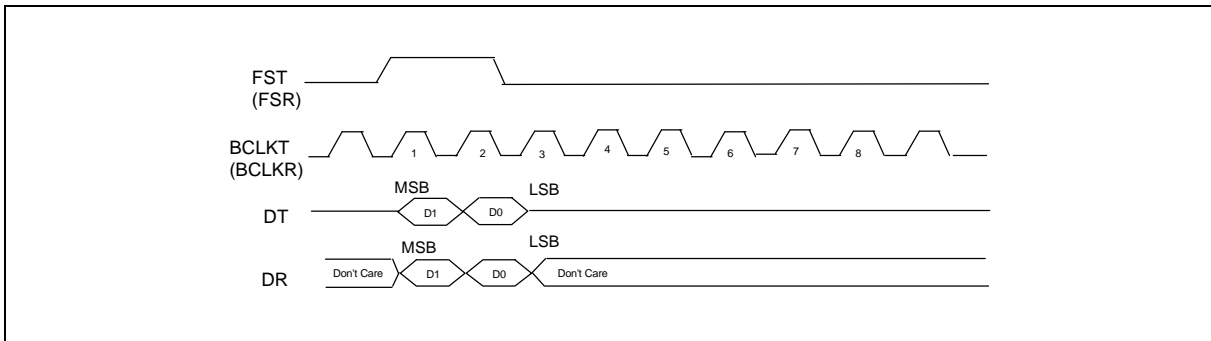 FST
(FSR)
BCLKT
(BCLKR)
1 2 3 4 5 6 7 8
MSB LSB
DT D1 D0
MSB LSB
DR Don't Care D1 D0 Don't Care